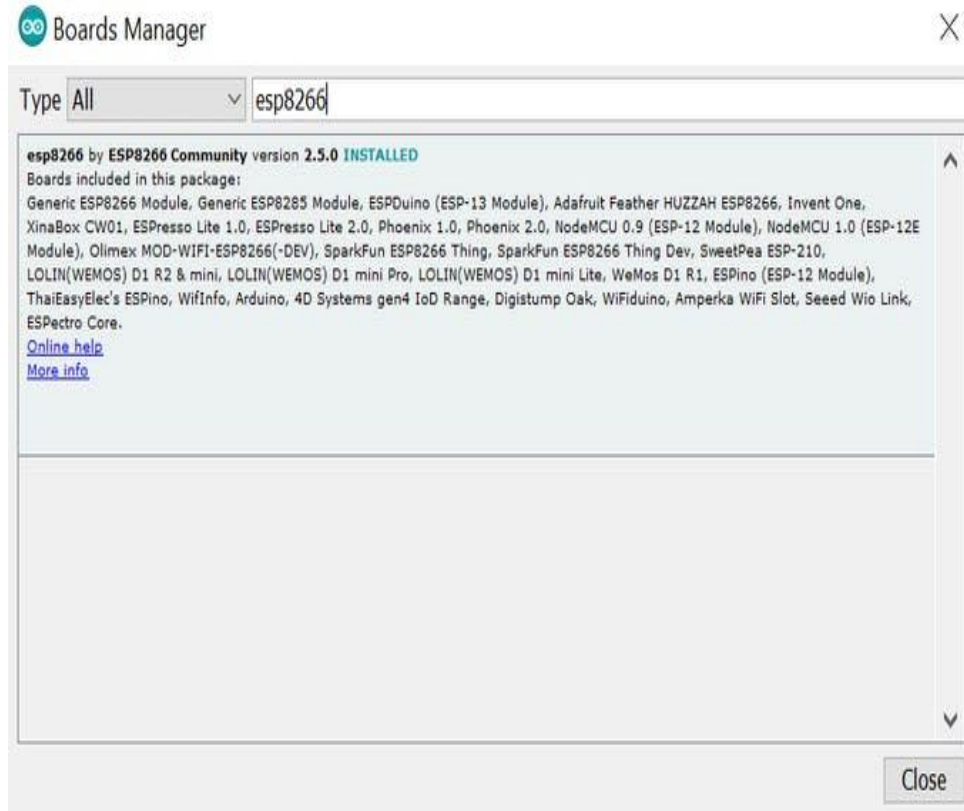 Boards Manager
Type All esp8266
esp8266 by ESP8266 Community version 2.5.0 INSTALLED
Boards included in this package:
Generic ESP8266 Module, Generic ESP8285 Module, ESPDuino (ESP-13 Module), Adafruit Feather HUZZAH ESP8266, Invent One,
XinaBox CW01, ESPresso Lite 1.0, ESPresso Lite 2.0, Phoenix 1.0, Phoenix 2.0, NodeMCU 0.9 (ESP-12 Module), NodeMCU 1.0 (ESP-12E
Module), Olimex MOD-WIFI-ESP8266(-DEV), SparkFun ESP8266 Thing, SparkFun ESP8266 Thing Dev, SweetPea ESP-210,
LOLIN(WEMOS) D1 R2 & mini, LOLIN(WEMOS) D1 mini Pro, LOLIN(WEMOS) D1 mini Lite, WeMos D1 R1, ESPino (ESP-12 Module),
ThaiEasyElec's ESPino, WifInfo, Arduino, 4D Systems gen4 IoD Range, Digistump Oak, WiFiduino, Amperka WiFi Slot, Seeed Wio Link,
ESPectro Core.
Online help
More info
Close